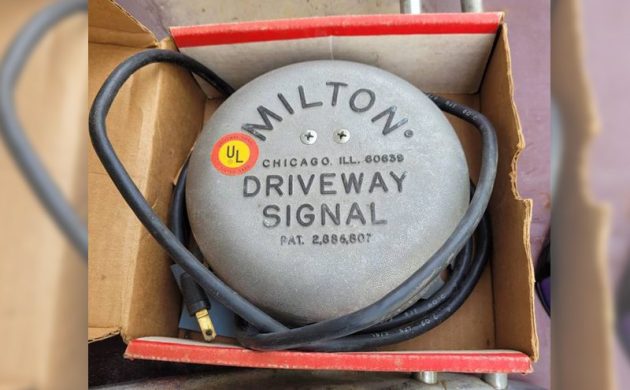 MILTON®
UL
CHICAGO. ILL. 60639
DRIVEWAY
SIGNAL
PAT. 2,886,807